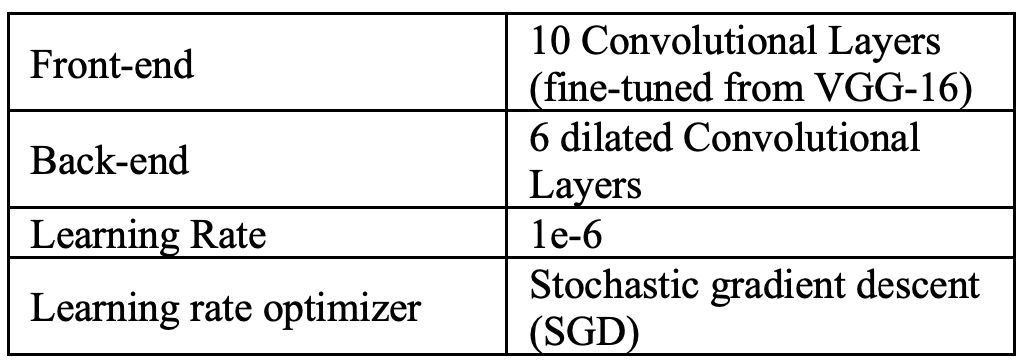 Front-end
10 Convolutional Layers
(fine-tuned from VGG-16)
Back-end
6 dilated Convolutional
Layers
Learning Rate
1e-6
Learning rate optimizer
Stochastic gradient descent
(SGD)